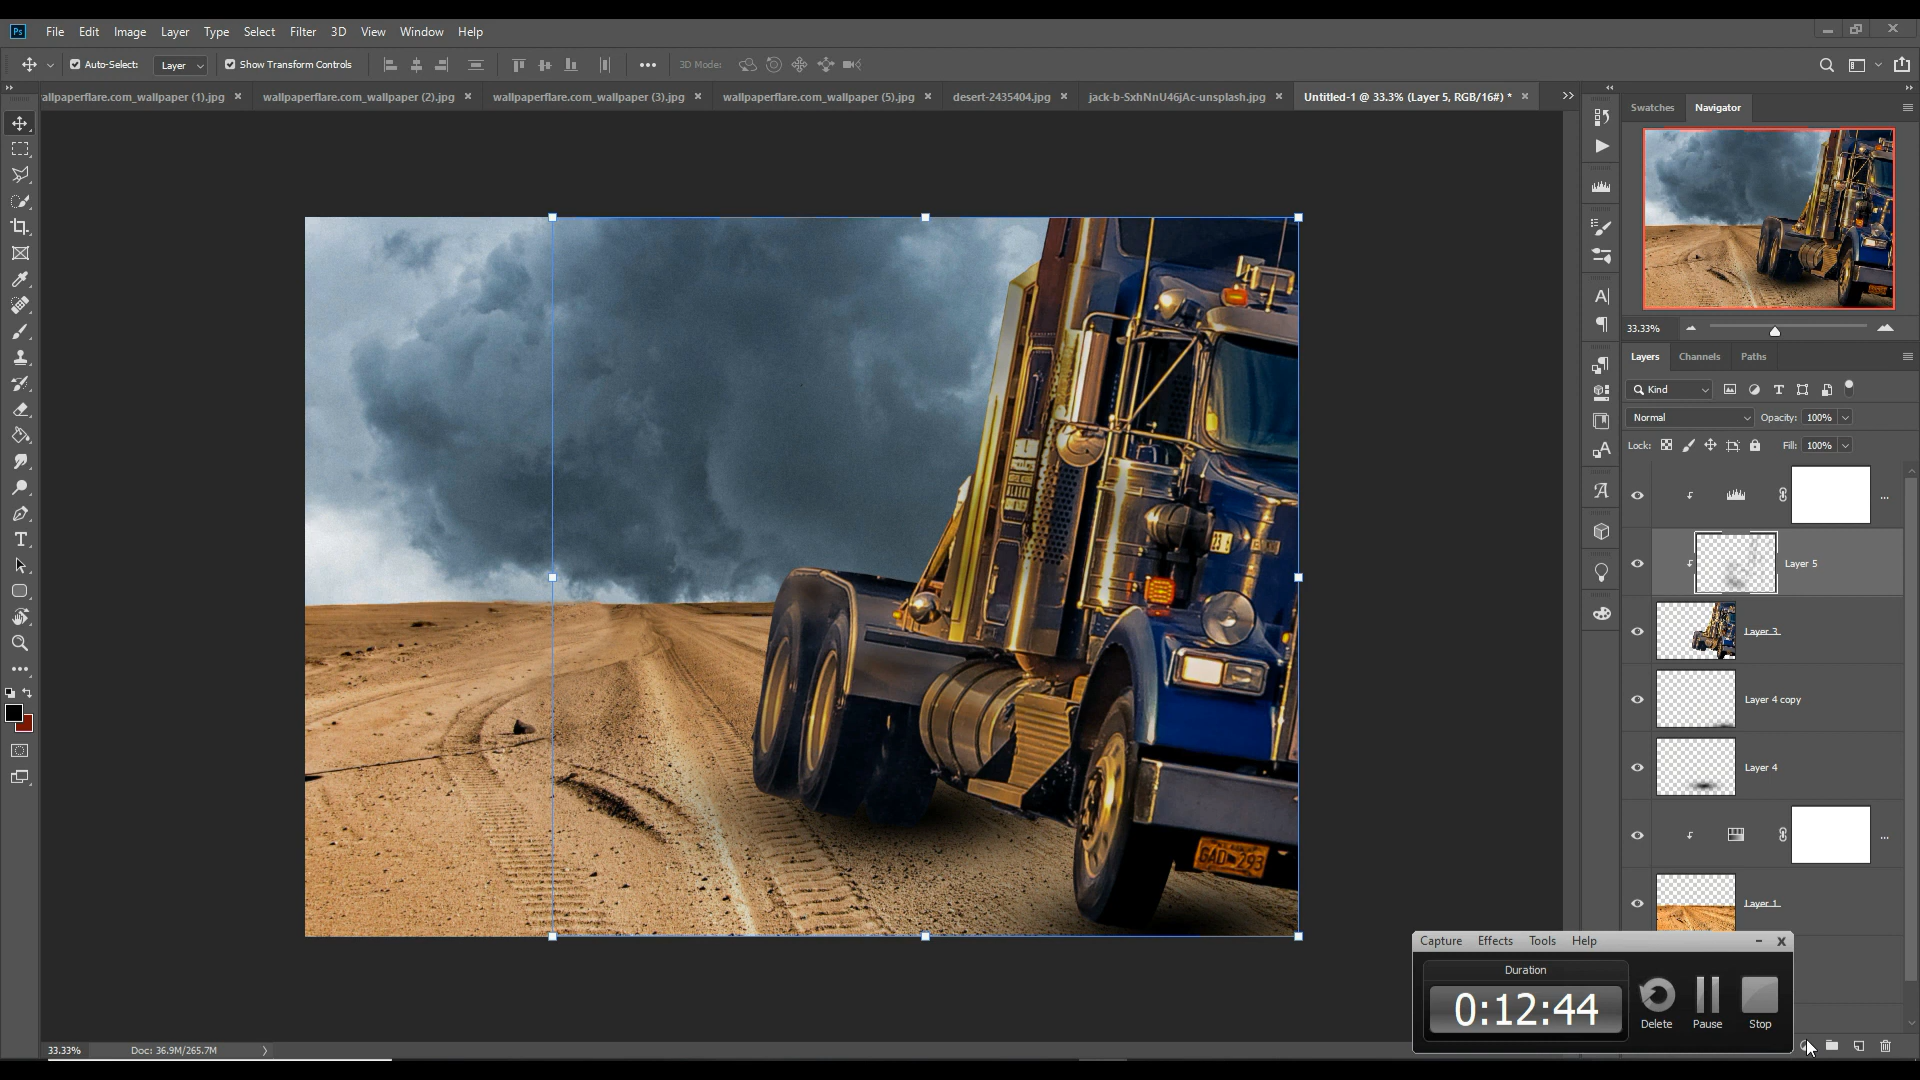 Ps File Edit Image Layer Type Select Filter 3D View Window Help
Auto-Select: Layer Show Transform Controls 3D Mode:
allpaperflare.com_wallpaper (1).jpg wallpaperflare.com_wallpaper (2).jpg wallpaperflare.com_wallpaper (3).jpg wallpaperflare.com_wallpaper (5).jpg desert-2435404.jpg jack-b-SxhNnU46jAc-unsplash.jpg Untitled-1 @ 33.3% (Layer 5, RGB/16#) *
Swatches Navigator
33.33%
Layers Channels Paths
Kind
Normal Opacity: 100%
Lock: Fill: 100%
Layer 5
Layer 3
Layer 4 copy
Layer 4
Layer 1
GAD 293
Capture Effects Tools Help
Duration
0:12:44
Delete Pause Stop
33.33% Doc: 36.9M/265.7M